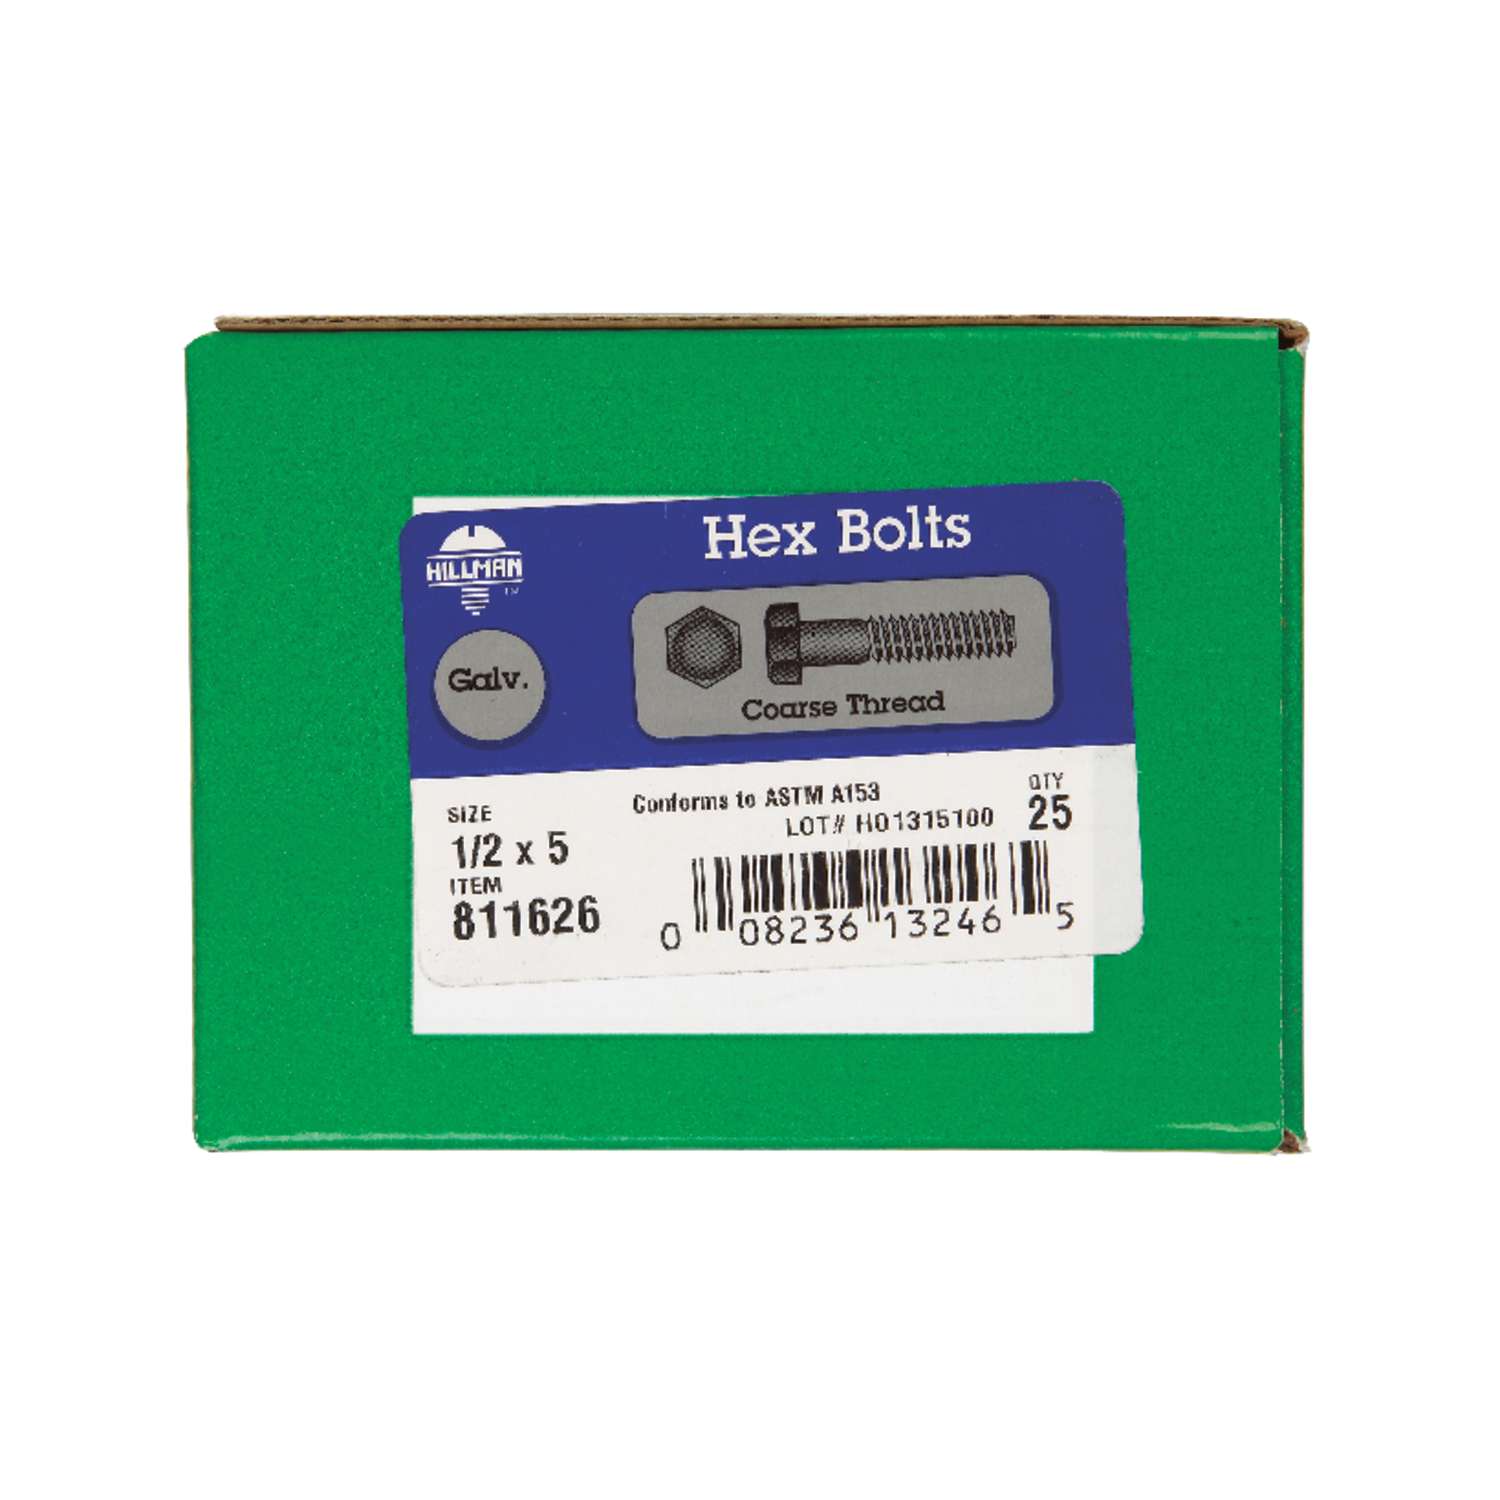 Hex Bolts
HILLMAN
TM
Galv.
Coarse Thread
SIZE
1/2 x 5
ITEM
811626
Conforms to ASTM A153
LOT# H01315100
QTY
25
0 08236 13246 5